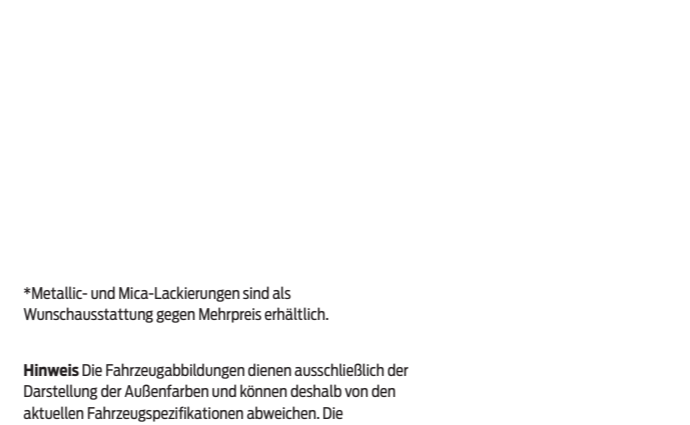 *Metallic- und Mica-Lackierungen sind als
Wunschausstattung gegen Mehrpreis erhältlich.
Hinweis Die Fahrzeugabbildungen dienen ausschließlich der
Darstellung der Außenfarben und können deshalb von den
aktuellen Fahrzeugspezifikationen abweichen. Die